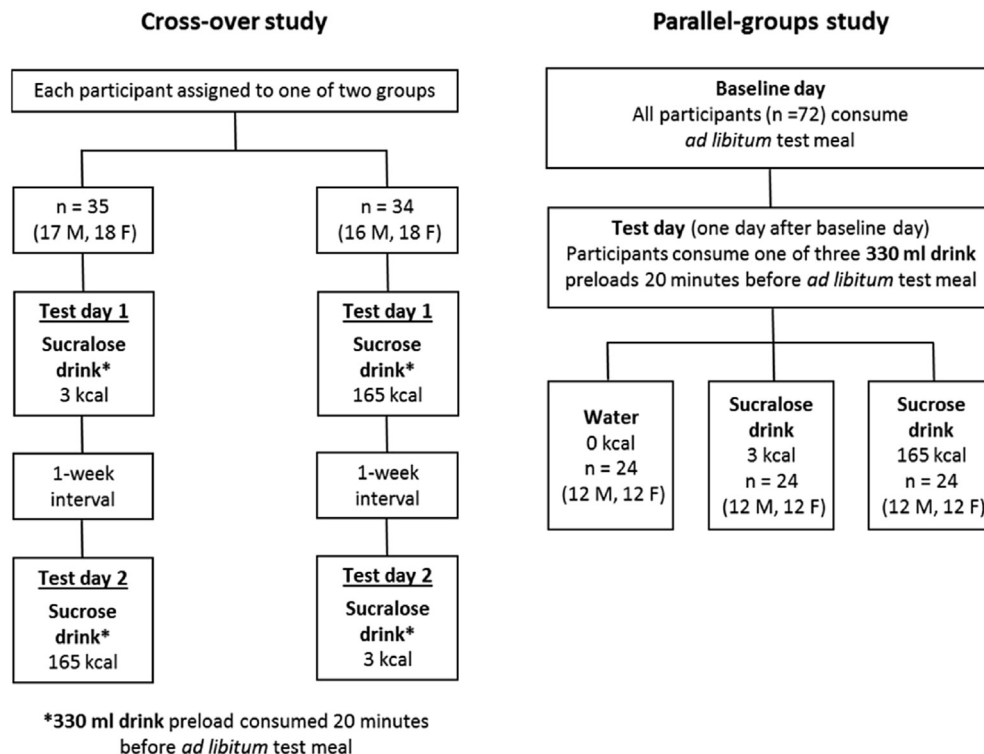 Cross-over study
Each participant assigned to one of two groups
n = 35
(17 M, 18 F)
n = 34
(16 M, 18 F)
Test day 1
Sucralose
drink*
3 kcal
Test day 1
Sucrose
drink*
165 kcal
1-week
interval
1-week
interval
Test day 2
Sucrose
drink*
165 kcal
Test day 2
Sucralose
drink*
3 kcal
*330 ml drink preload consumed 20 minutes
before ad libitum test meal
Parallel-groups study
Baseline day
All participants (n =72) consume
ad libitum test meal
Test day (one day after baseline day)
Participants consume one of three 330 ml drink
preloads 20 minutes before ad libitum test meal
Water
0 kcal
n = 24
(12 M, 12 F)
Sucralose
drink
3 kcal
n = 24
(12 M, 12 F)
Sucrose
drink
165 kcal
n = 24
(12 M, 12 F)